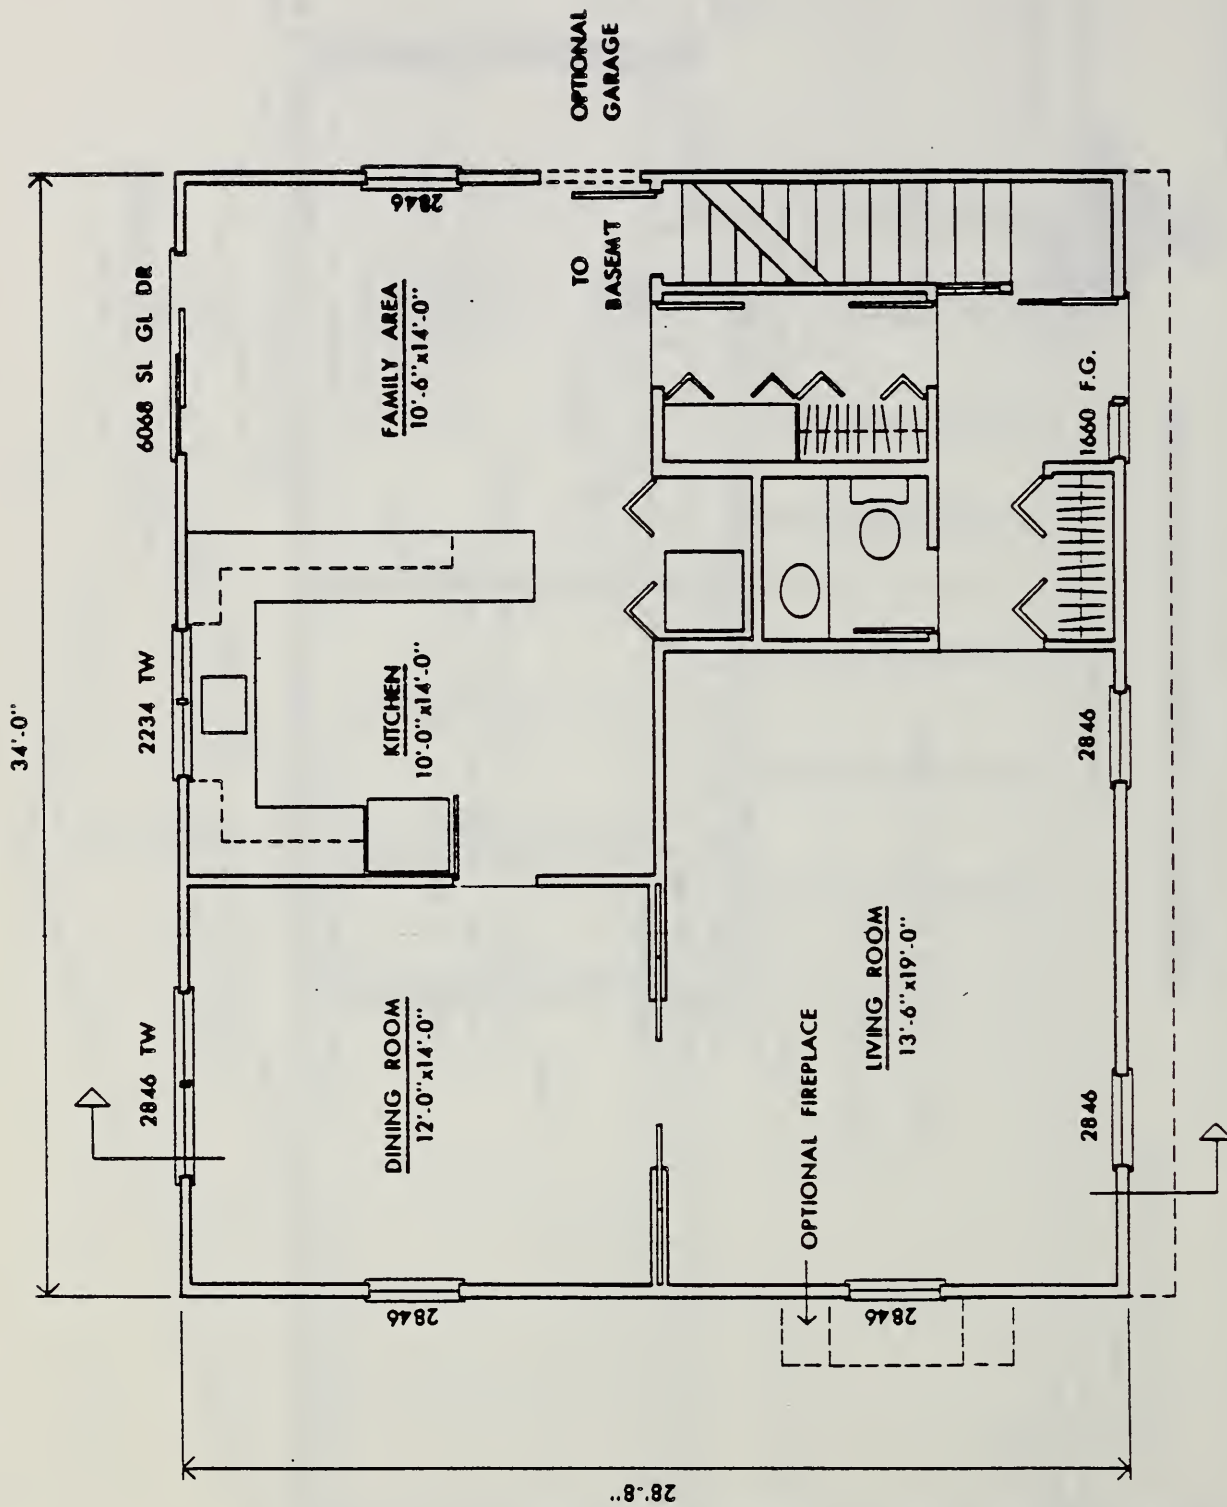 34'-0"
2846 TW
2234 TW
6068 SL GL DR
2846
2846
DINING ROOM
12'-0"x14'-0"
KITCHEN
10'-0"x14'-0"
FAMILY AREA
10'-6"x14'-0"
OPTIONAL
GARAGE
TO
BASEM'T
28'-8"
OPTIONAL FIREPLACE
2846
LIVING ROOM
13'-6"x19'-0"
2846
2846
1660 F.G.